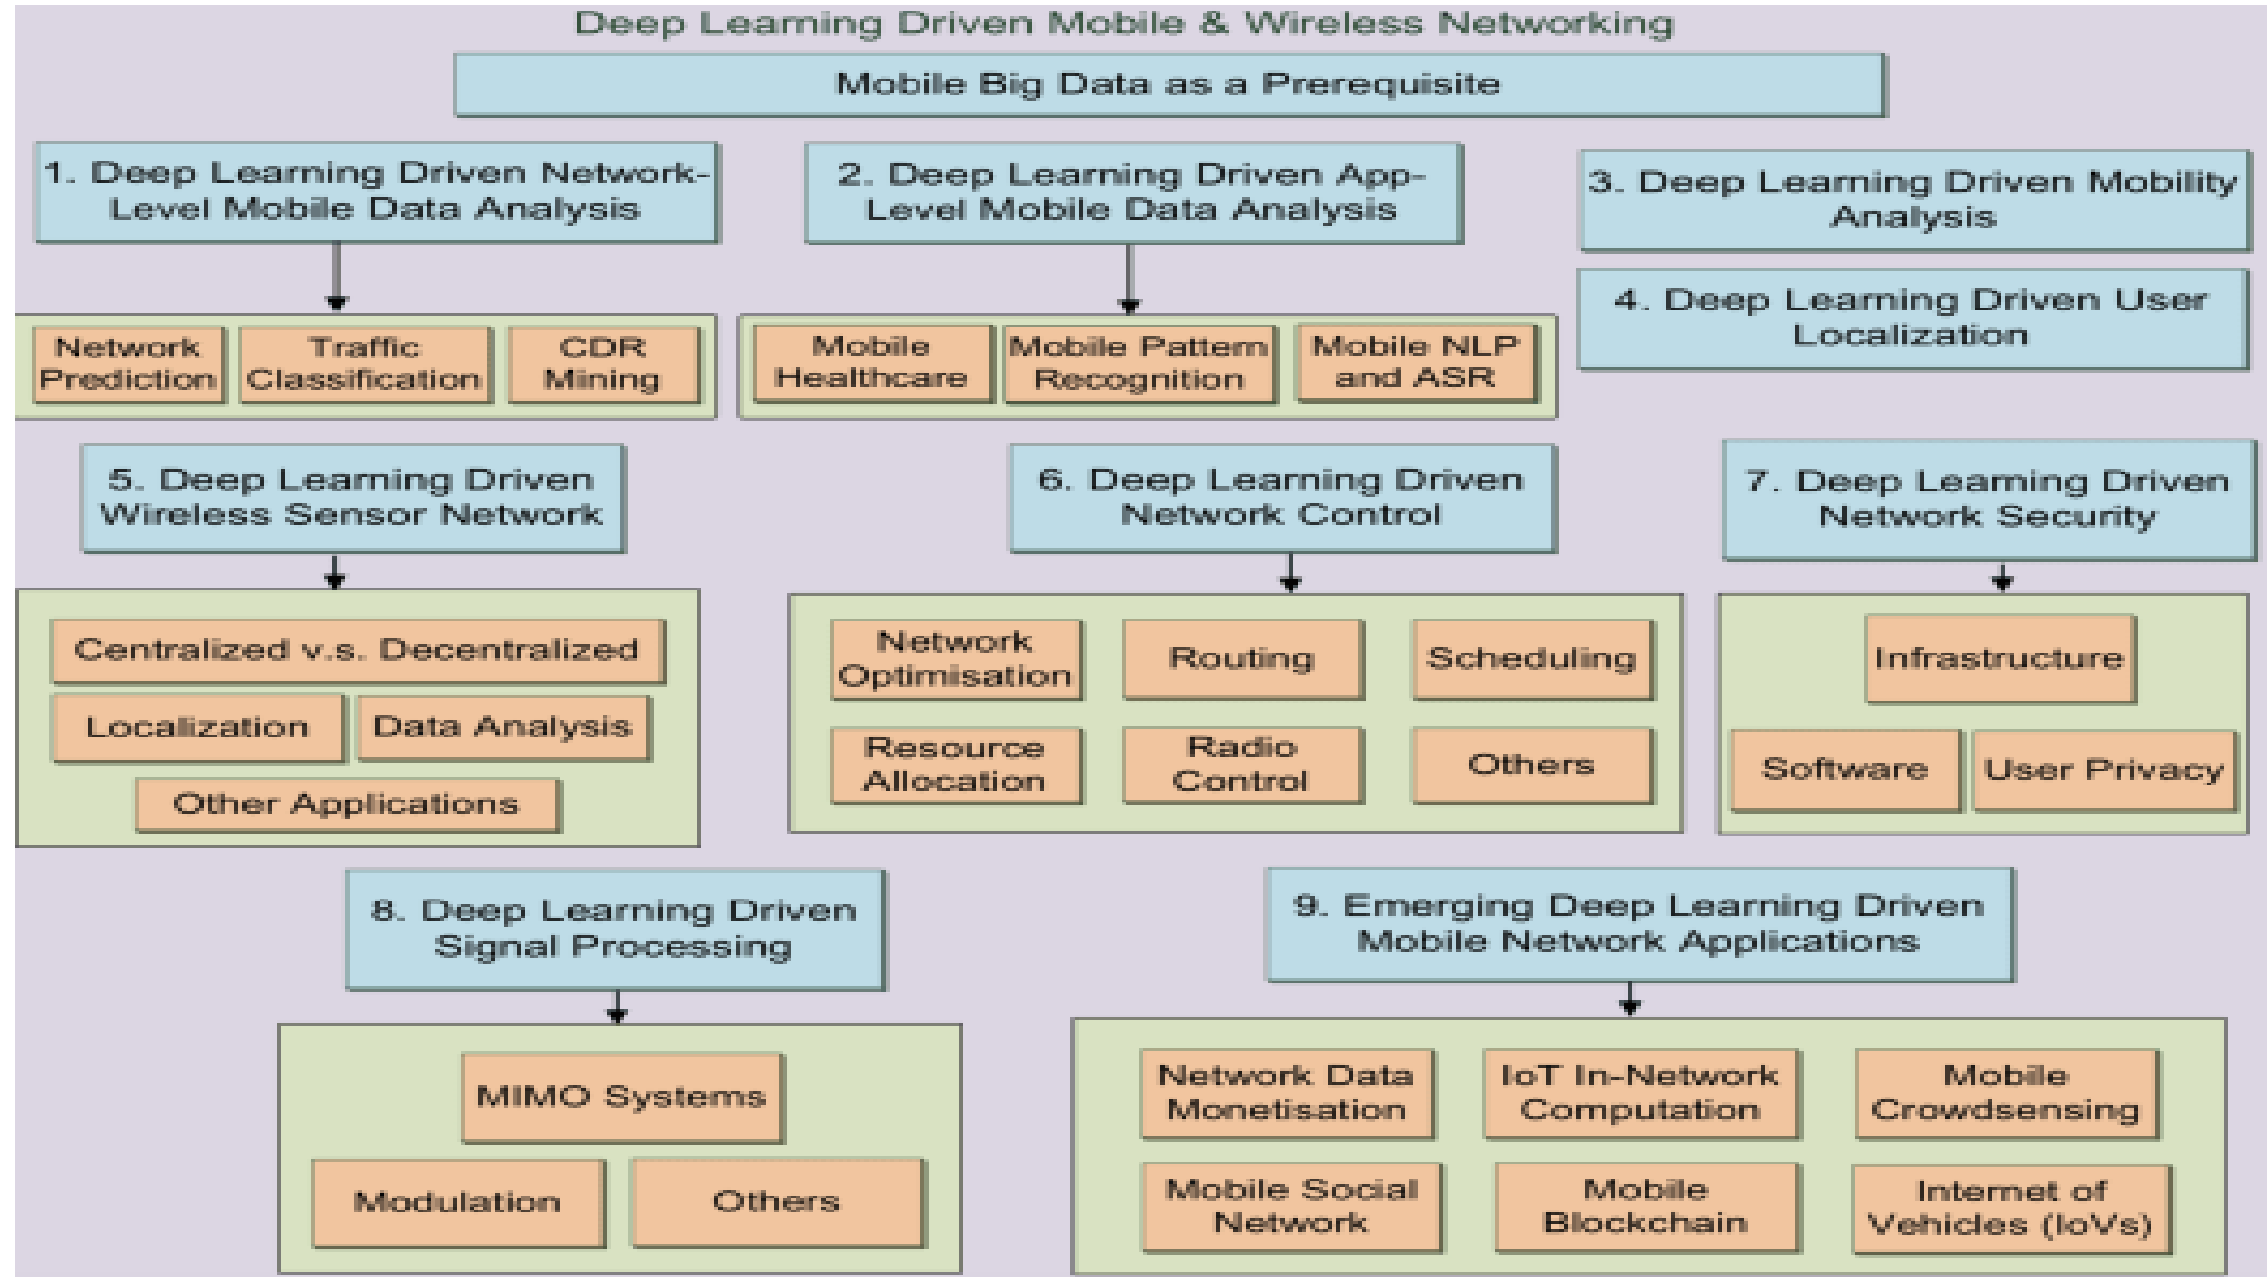 Deep Learning Driven Mobile & Wireless Networking
Mobile Big Data as a Prerequisite
1. Deep Learning Driven Network-
Level Mobile Data Analysis
2. Deep Learning Driven App-
Level Mobile Data Analysis
3. Deep Learning Driven Mobility
Analysis
4. Deep Learning Driven User
Localization
Network
Prediction
Traffic
Classification
CDR
Mining
Mobile
Healthcare
Mobile Pattern
Recognition
Mobile NLP
and ASR
5. Deep Learning Driven
Wireless Sensor Network
6. Deep Learning Driven
Network Control
7. Deep Learning Driven
Network Security
Centralized v.s. Decentralized
Localization
Data Analysis
Other Applications
Network
Optimisation
Routing
Scheduling
Resource
Allocation
Radio
Control
Others
Infrastructure
Software
User Privacy
8. Deep Learning Driven
Signal Processing
9. Emerging Deep Learning Driven
Mobile Network Applications
MIMO Systems
Modulation
Others
Network Data
Monetisation
IoT In-Network
Computation
Mobile
Crowdsensing
Mobile Social
Network
Mobile
Blockchain
Internet of
Vehicles (IoVs)